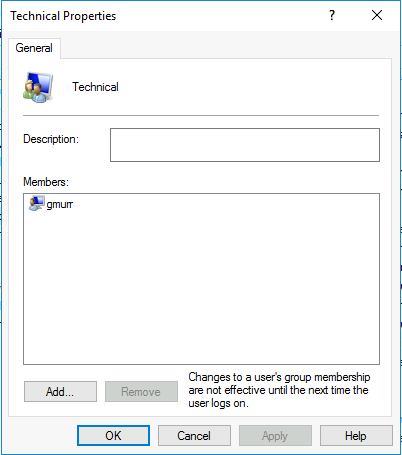 Technical Properties
General
Technical
Description:
Members:
gmurr
Add...
Remove
Changes to a user's group membership
are not effective until the next time the
user logs on.
OK
Cancel
Apply
Help